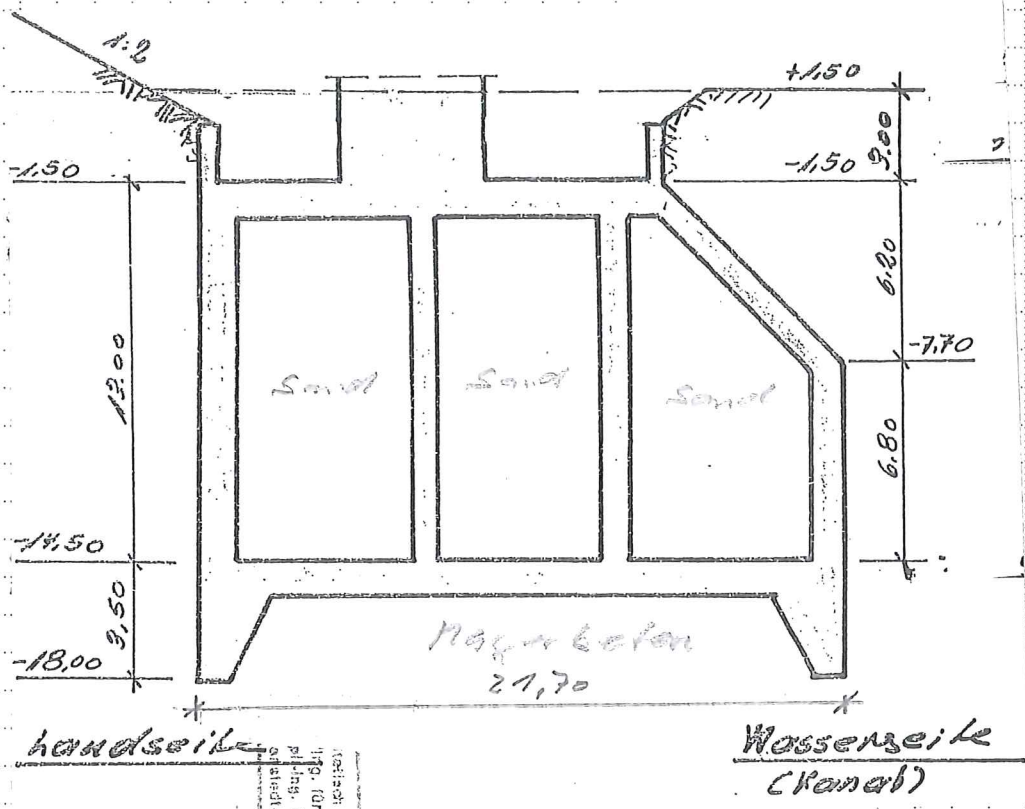 1:2
+1,50
-1,50
-1,50
3.00
6.20
-7,70
13.00
Sand
Sand
Sand
6.80
-14,50
3,50
Magerbeton
-18,00
21,70
Landseite
Wasserseite
(Kanal)